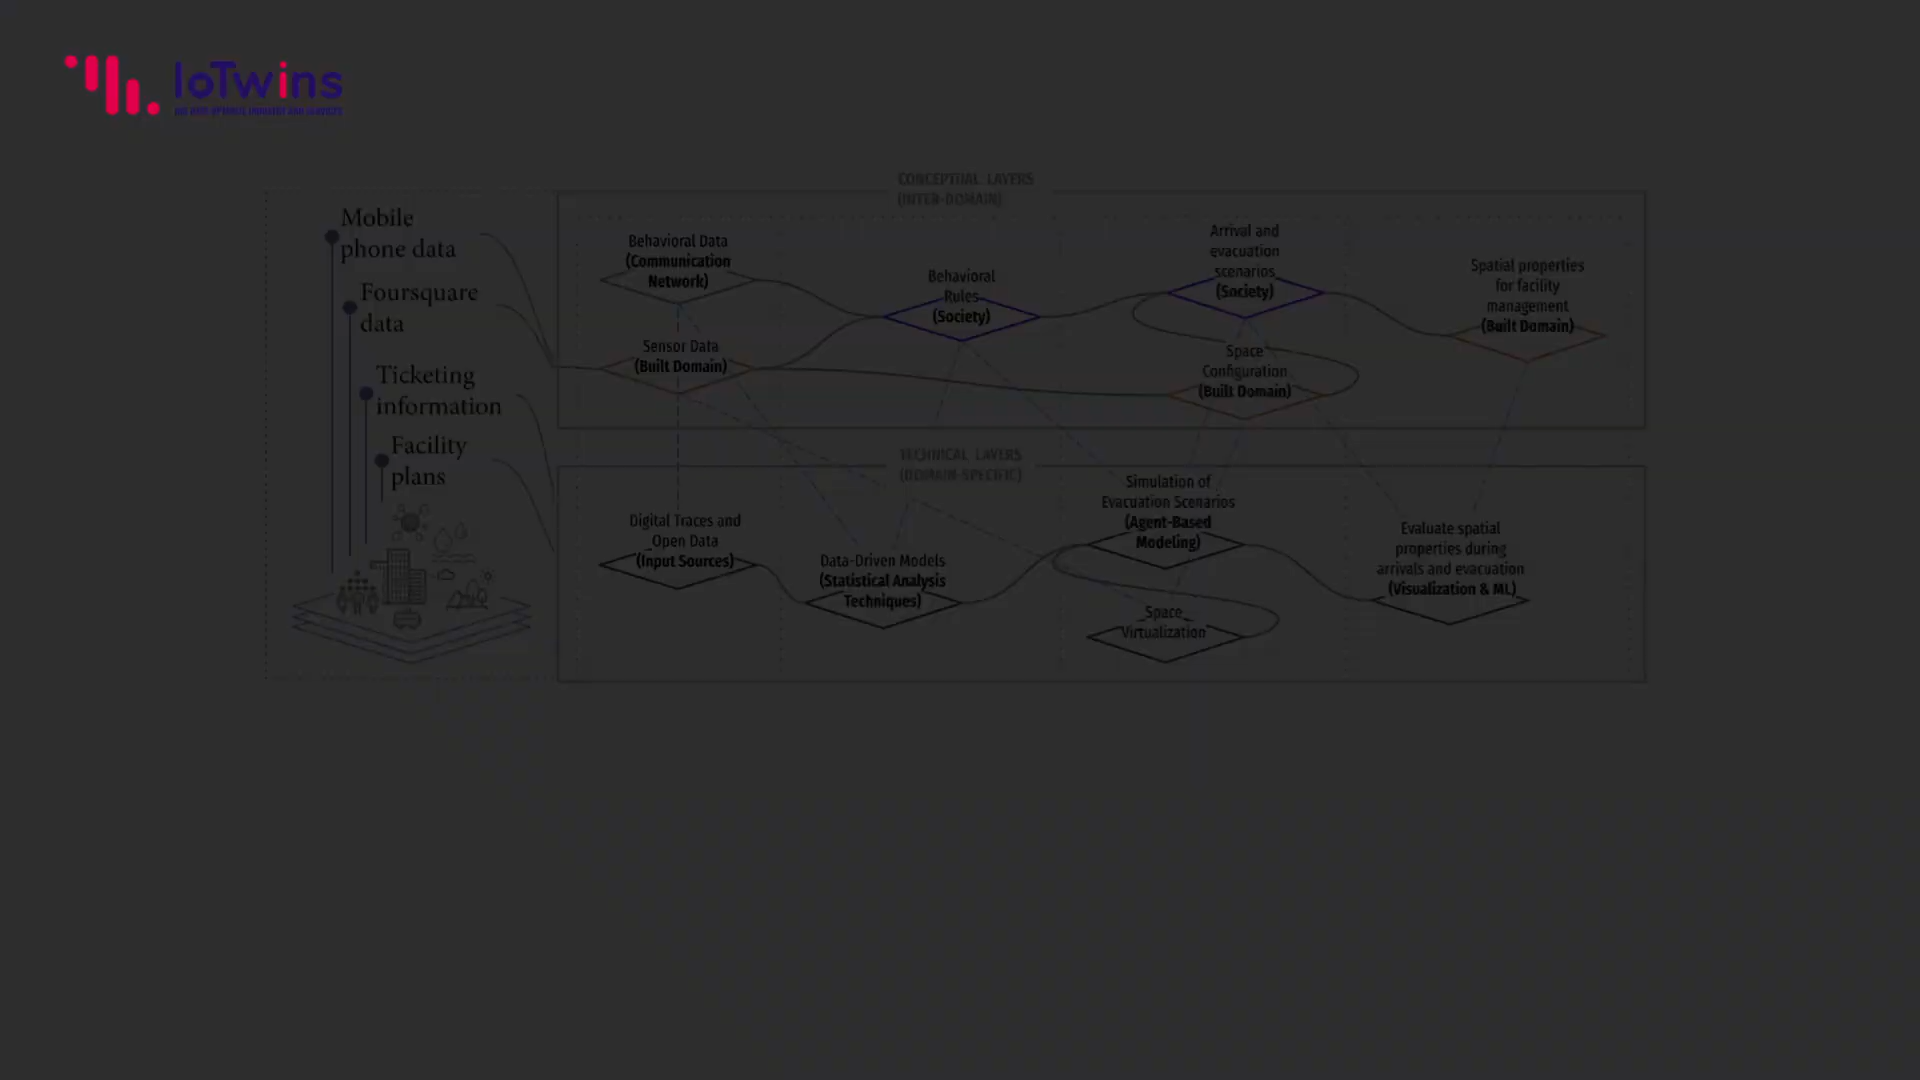 IoTwins
CONCEPTUAL LAYERS
(INTER-DOMAIN)
Mobile
phone data
Foursquare
data
Ticketing
information
Facility
plans
Behavioral Data
(Communication
Network)
Sensor Data
(Built Domain)
Behavioral
Rules
(Society)
Arrival and
evacuation
scenarios
(Society)
Space
Configuration
(Built Domain)
Spatial properties
for facility
management
(Built Domain)
TECHNICAL LAYERS
(DOMAIN-SPECIFIC)
Digital Traces and
Open Data
(Input Sources)
Data-Driven Models
(Statistical Analysis
Techniques)
Simulation of
Evacuation Scenarios
(Agent-Based
Modeling)
Space
Virtualization
Evaluate spatial
properties during
arrivals and evacuation
(Visualization & ML)